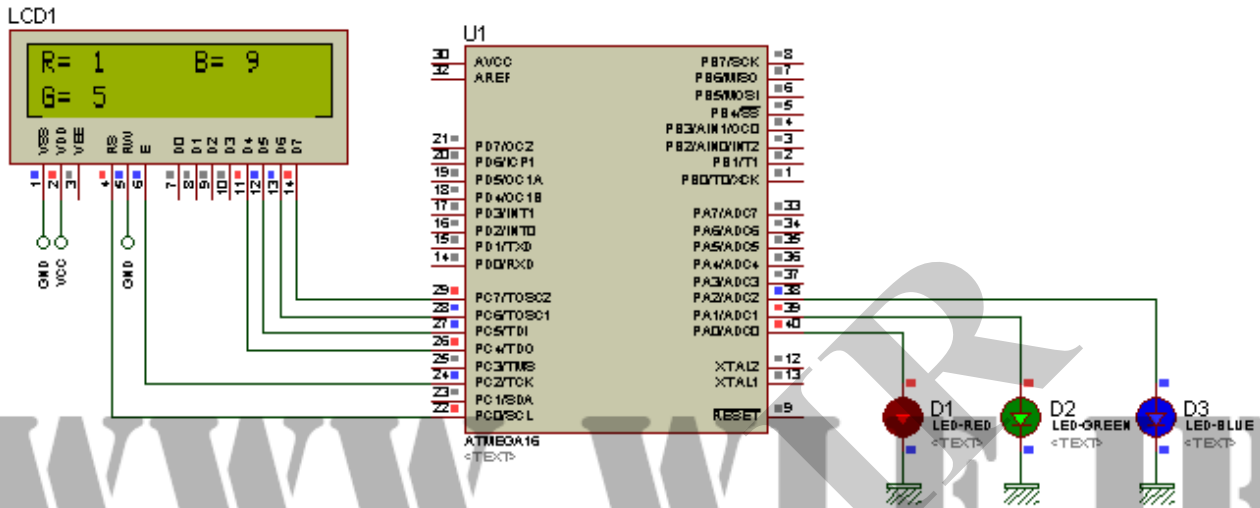 LCD1
R= 1 B= 9
G= 5
VSS
VDD
VEE
RS
RW
E
D0
D1
D2
D3
D4
D5
D6
D7
1
2
3
4
5
6
7
8
9
10
11
12
13
14
GND
VCC
GND
U1
30 AVCC
32 AREF
21 PD7/OC2
20 PD6/ICP1
19 PD5/OC1A
18 PD4/OC1B
17 PD3/INT1
16 PD2/INT0
15 PD1/TXD
14 PD0/RXD
29 PC7/TOSC2
28 PC6/TOSC1
27 PC5/TDI
26 PC4/TDO
25 PC3/TMS
24 PC2/TCK
23 PC1/SDA
22 PC0/SCL
PB7/SCK 8
PB6/MISO 7
PB5/MOSI 6
PB4/SS 5
PB3/AIN1/OC0 4
PB2/AIN0/INT2 3
PB1/T1 2
PB0/T0/XCK 1
PA7/ADC7 33
PA6/ADC6 34
PA5/ADC5 35
PA4/ADC4 36
PA3/ADC3 37
PA2/ADC2 38
PA1/ADC1 39
PA0/ADC0 40
XTAL2 12
XTAL1 13
RESET 9
ATMEGA16
<TEXT>
D1
LED-RED
<TEXT>
D2
LED-GREEN
<TEXT>
D3
LED-BLUE
<TEXT>